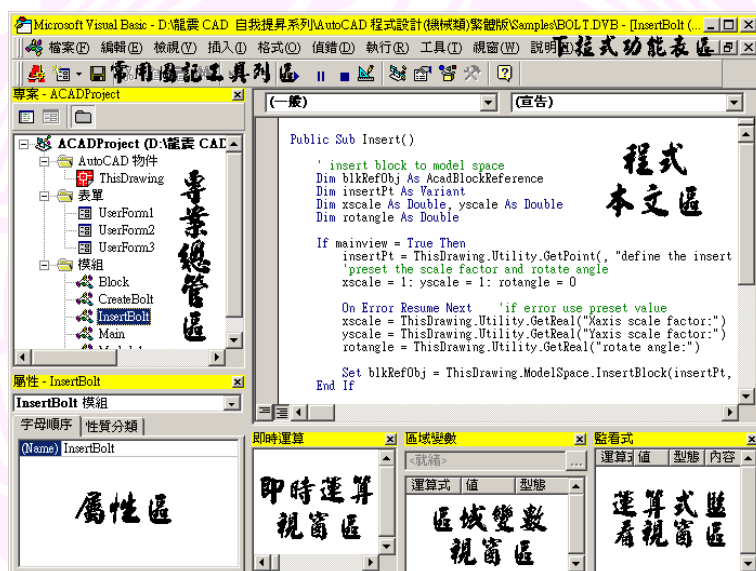 Microsoft Visual Basic - D:\龍震 CAD 自我提昇系列\AutoCAD 程式設計(機械類)繁體版\Samples\BOLT.DVB - [InsertBolt (...
檔案(F) 編輯(E) 檢視(V) 插入(I) 格式(O) 偵錯(D) 執行(R) 工具(T) 視窗(W) 說明
下拉式功能表區
常用圖記工具列區
專案 - ACADProject
ACADProject (D:\龍震 CAD
AutoCAD 物件
ThisDrawing
表單
UserForm1
UserForm2
UserForm3
模組
Block
CreateBolt
InsertBolt
Main
專案總管區
(一般)
(宣告)
Public Sub Insert()
' insert block to model space
Dim blkRefObj As AcadBlockReference
Dim insertPt As Variant
Dim xscale As Double, yscale As Double
Dim rotangle As Double
If mainview = True Then
insertPt = ThisDrawing.Utility.GetPoint(, "define the insert
'preset the scale factor and rotate angle
xscale = 1: yscale = 1: rotangle = 0
On Error Resume Next 'if error use preset value
xscale = ThisDrawing.Utility.GetReal("Xaxis scale factor:")
yscale = ThisDrawing.Utility.GetReal("Yaxis scale factor:")
rotangle = ThisDrawing.Utility.GetReal("rotate angle:")
Set blkRefObj = ThisDrawing.ModelSpace.InsertBlock(insertPt,
End If
程式
本文區
屬性 - InsertBolt
InsertBolt 模組
字母順序 性質分類
(Name) InsertBolt
屬性區
即時運算
即時運算
視窗區
區域變數
<就緒>
...
運算式 值 型態
區域變數
視窗區
監看式
運算式 值 型態 內容
運算式監
看視窗區